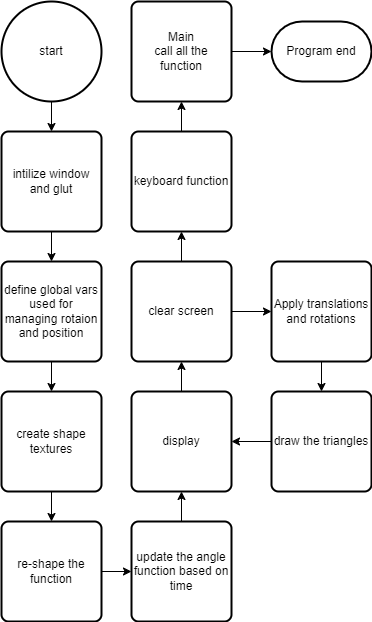 start
Main
call all the
function
Program end
intilize window
and glut
keyboard function
define global vars
used for
managing rotaion
and position
clear screen
Apply translations
and rotations
create shape
textures
display
draw the triangles
re-shape the
function
update the angle
function based on
time